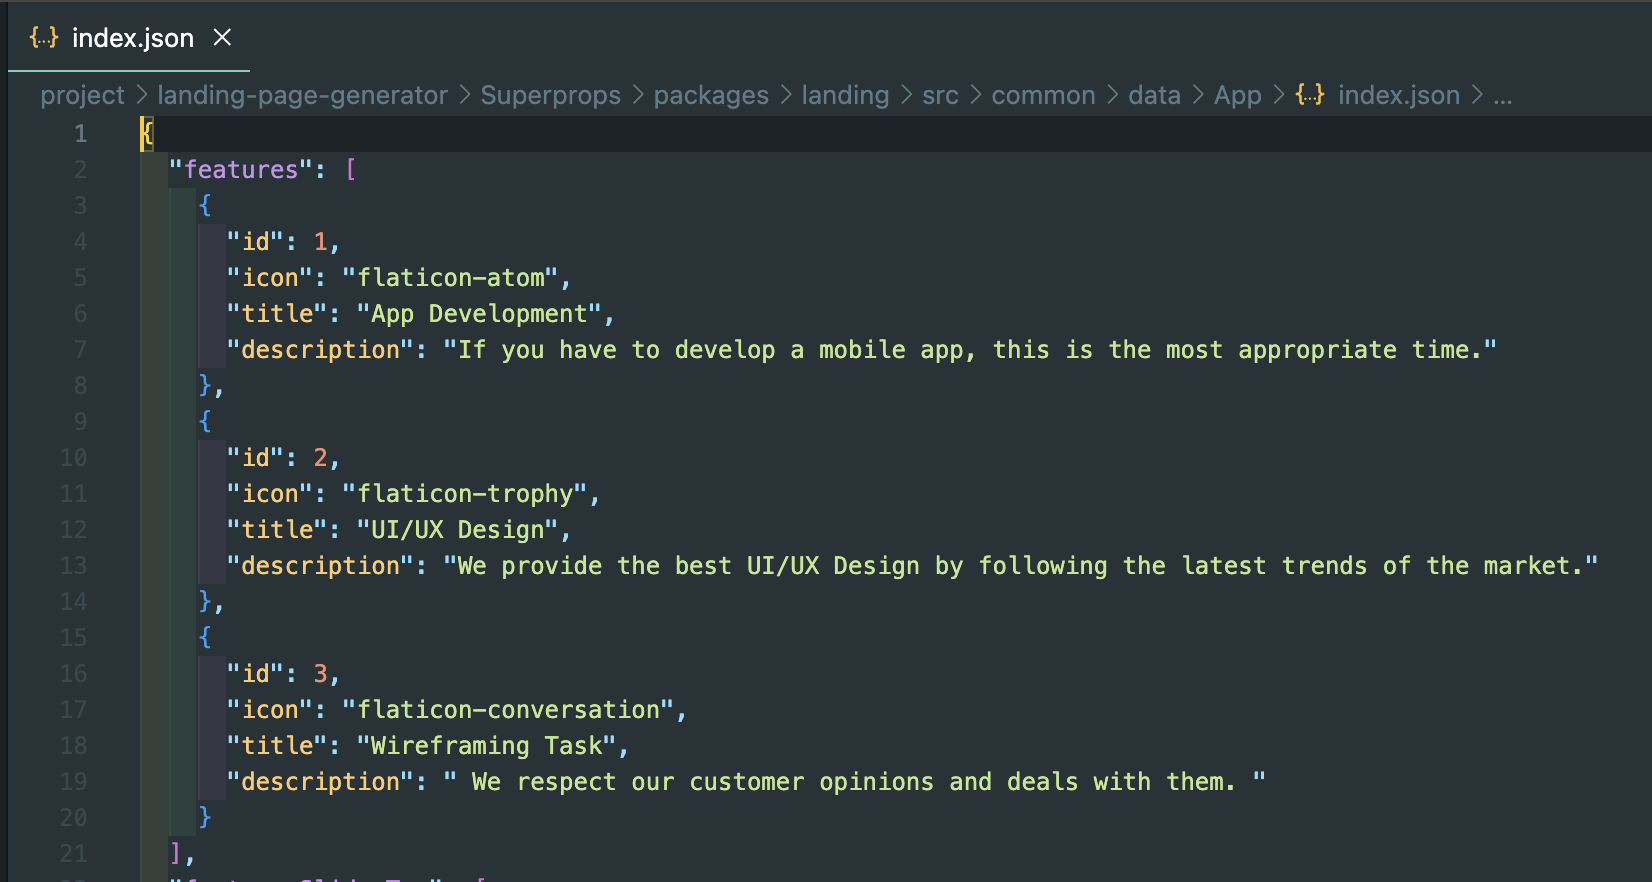 {..} index.json ×
project > landing-page-generator > Superprops > packages > landing > src > common > data > App > {..} index.json > ...
1 {
2 "features": [
3 {
4 "id": 1,
5 "icon": "flaticon-atom",
6 "title": "App Development",
7 "description": "If you have to develop a mobile app, this is the most appropriate time."
8 },
9 {
10 "id": 2,
11 "icon": "flaticon-trophy",
12 "title": "UI/UX Design",
13 "description": "We provide the best UI/UX Design by following the latest trends of the market."
14 },
15 {
16 "id": 3,
17 "icon": "flaticon-conversation",
18 "title": "Wireframing Task",
19 "description": " We respect our customer opinions and deals with them. "
20 }
21 ],